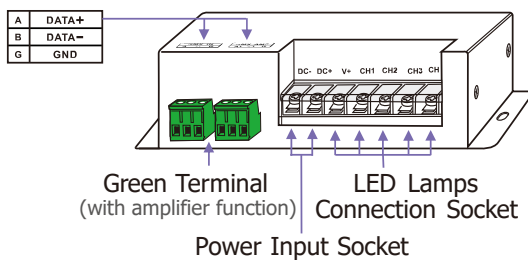 A DATA+
B DATA-
G GND
DC- DC+ V+ CH1 CH2 CH3 CH
Green Terminal
(with amplifier function)
LED Lamps
Connection Socket
Power Input Socket